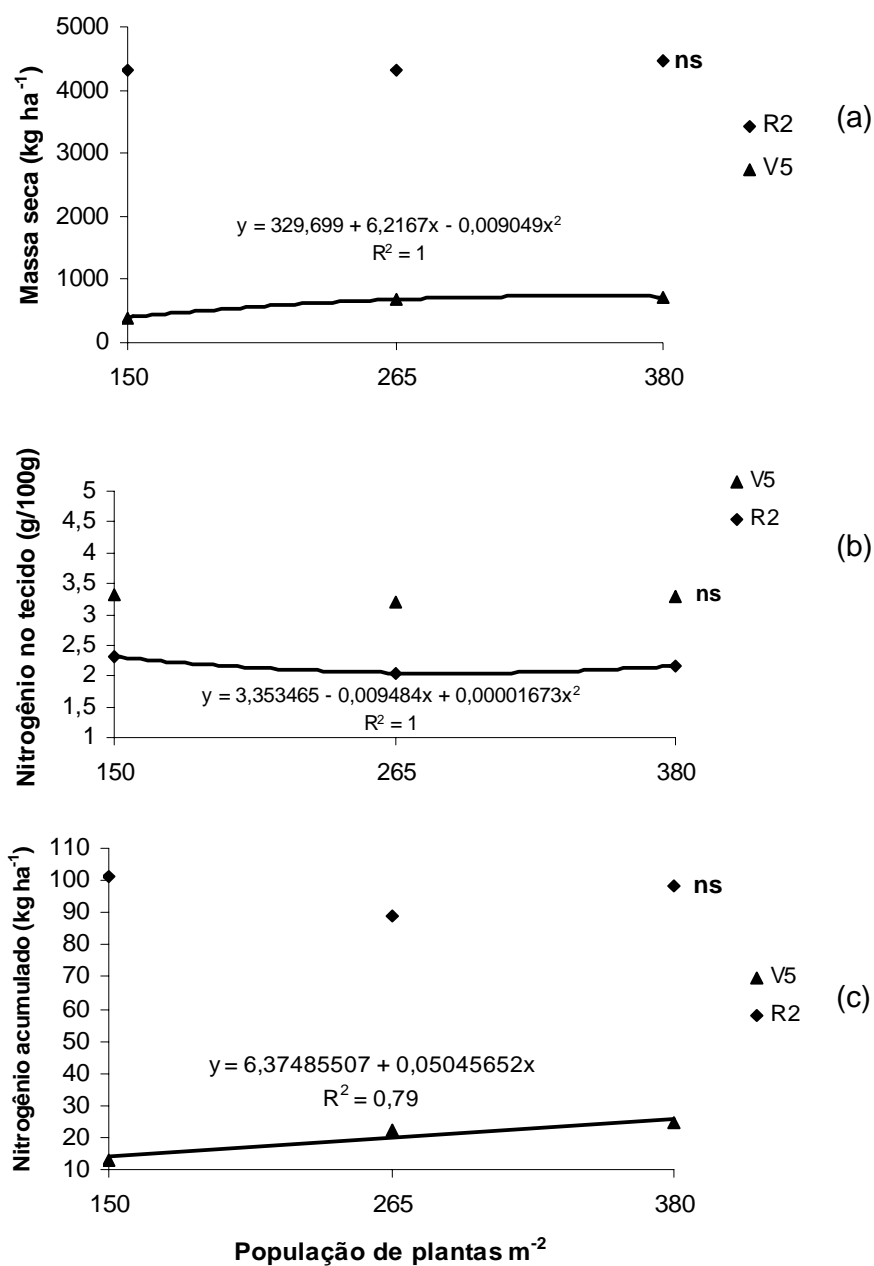 5000
4000
3000
2000
1000
0
Massa seca (kg ha⁻¹)
ns
R2
V5
(a)
y = 329,699 + 6,2167x - 0,009049x²
R² = 1
150 265 380
5
4,5
4
3,5
3
2,5
2
1,5
1
Nitrogênio no tecido (g/100g)
V5
R2
(b)
ns
y = 3,353465 - 0,009484x + 0,00001673x²
R² = 1
150 265 380
110
100
90
80
70
60
50
40
30
20
10
Nitrogênio acumulado (kg ha⁻¹)
ns
V5
R2
(c)
y = 6,37485507 + 0,05045652x
R² = 0,79
150 265 380
População de plantas m⁻²